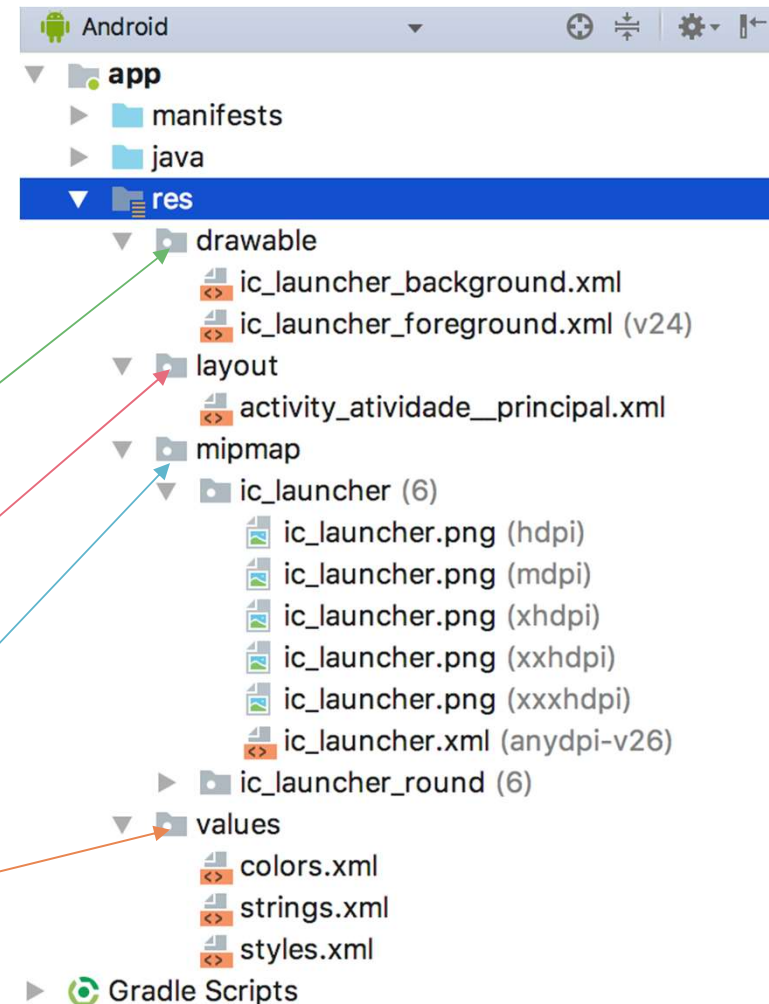 Android
app
manifests
java
res
drawable
ic_launcher_background.xml
ic_launcher_foreground.xml (v24)
layout
activity_atividade__principal.xml
mipmap
ic_launcher (6)
ic_launcher.png (hdpi)
ic_launcher.png (mdpi)
ic_launcher.png (xhdpi)
ic_launcher.png (xxhdpi)
ic_launcher.png (xxxhdpi)
ic_launcher.xml (anydpi-v26)
ic_launcher_round (6)
values
colors.xml
strings.xml
styles.xml
Gradle Scripts